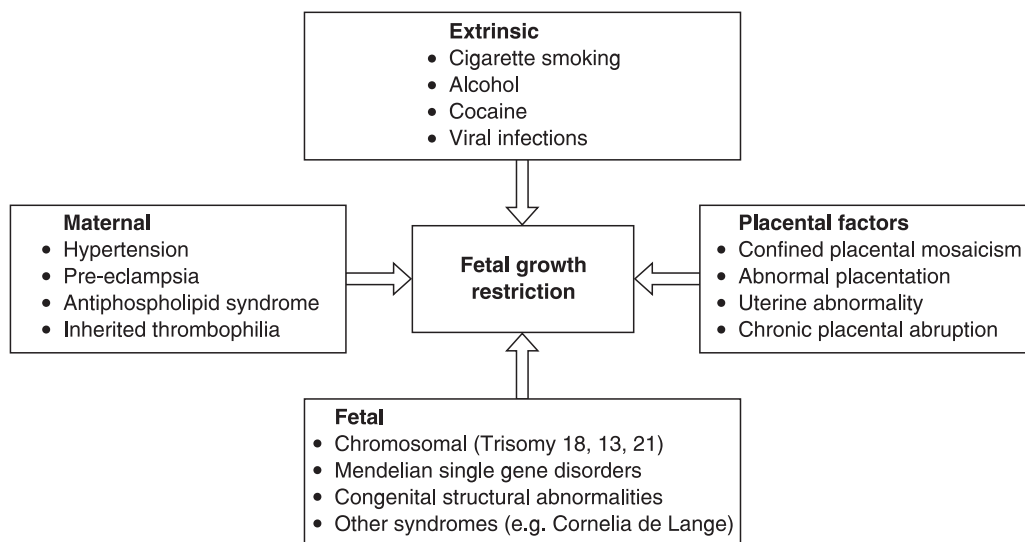 Extrinsic
• Cigarette smoking
• Alcohol
• Cocaine
• Viral infections
Maternal
• Hypertension
• Pre-eclampsia
• Antiphospholipid syndrome
• Inherited thrombophilia
Fetal growth
restriction
Placental factors
• Confined placental mosaicism
• Abnormal placentation
• Uterine abnormality
• Chronic placental abruption
Fetal
• Chromosomal (Trisomy 18, 13, 21)
• Mendelian single gene disorders
• Congenital structural abnormalities
• Other syndromes (e.g. Cornelia de Lange)